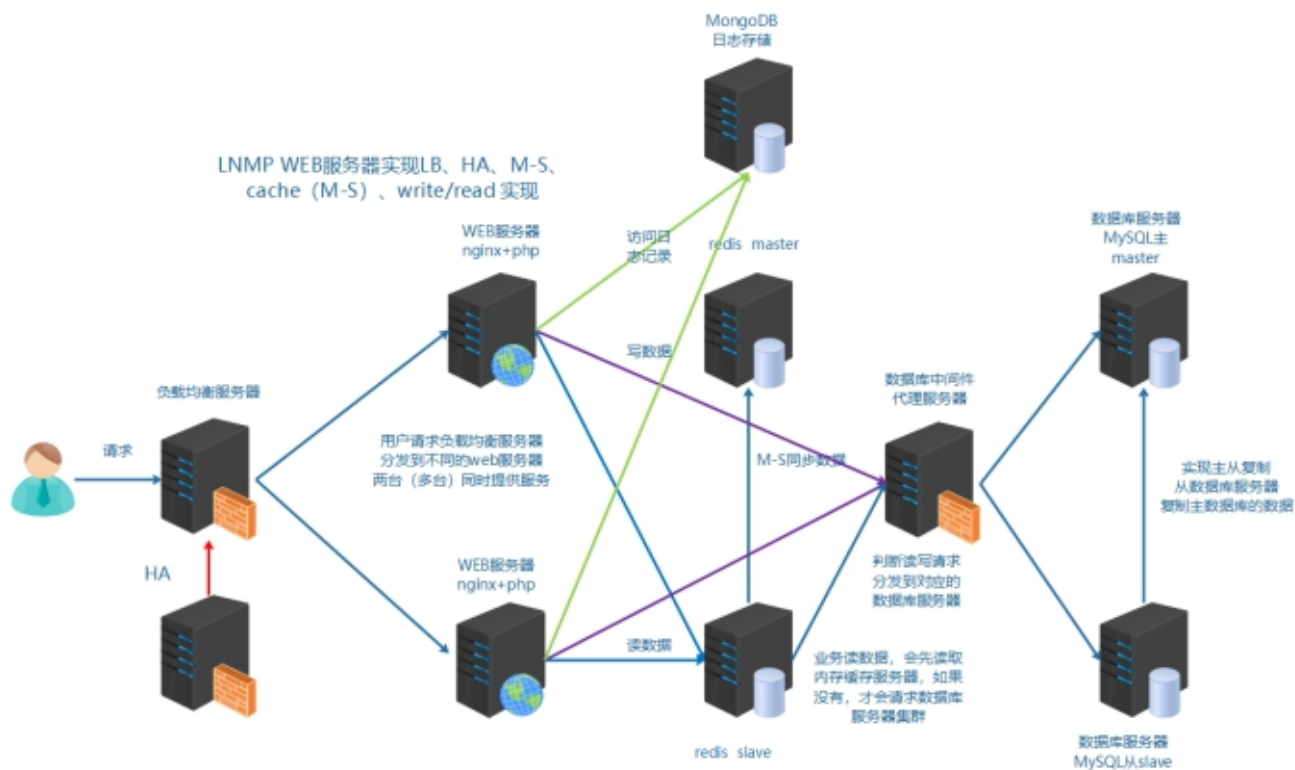 MongoDB
日志存储
LNMP WEB服务器实现LB、HA、M-S、
cache（M-S）、write/read 实现
WEB服务器
nginx+php
访问日
志记录
redis master
数据库服务器
MySQL主
master
写数据
负载均衡服务器
数据库中间件
代理服务器
请求
用户请求负载均衡服务器
分发到不同的web服务器
两台（多台）同时提供服务
M-S同步数据
实现主从复制
从数据库服务器
复制主数据库的数据
HA
WEB服务器
nginx+php
判断读写请求
分发到对应的
数据库服务器
读数据
业务读数据，会先读取
内存缓存服务器，如果
没有，才会请求数据库
服务器集群
redis slave
数据库服务器
MySQL从slave